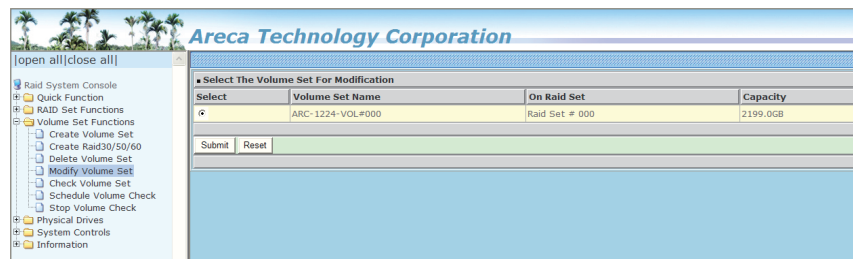 Areca Technology Corporation
|open all|close all|
Raid System Console
Quick Function
RAID Set Functions
Volume Set Functions
Create Volume Set
Create Raid30/50/60
Delete Volume Set
Modify Volume Set
Check Volume Set
Schedule Volume Check
Stop Volume Check
Physical Drives
System Controls
Information
Select The Volume Set For Modification
Select Volume Set Name On Raid Set Capacity
ARC-1224-VOL#000 Raid Set # 000 2199.0GB
Submit Reset